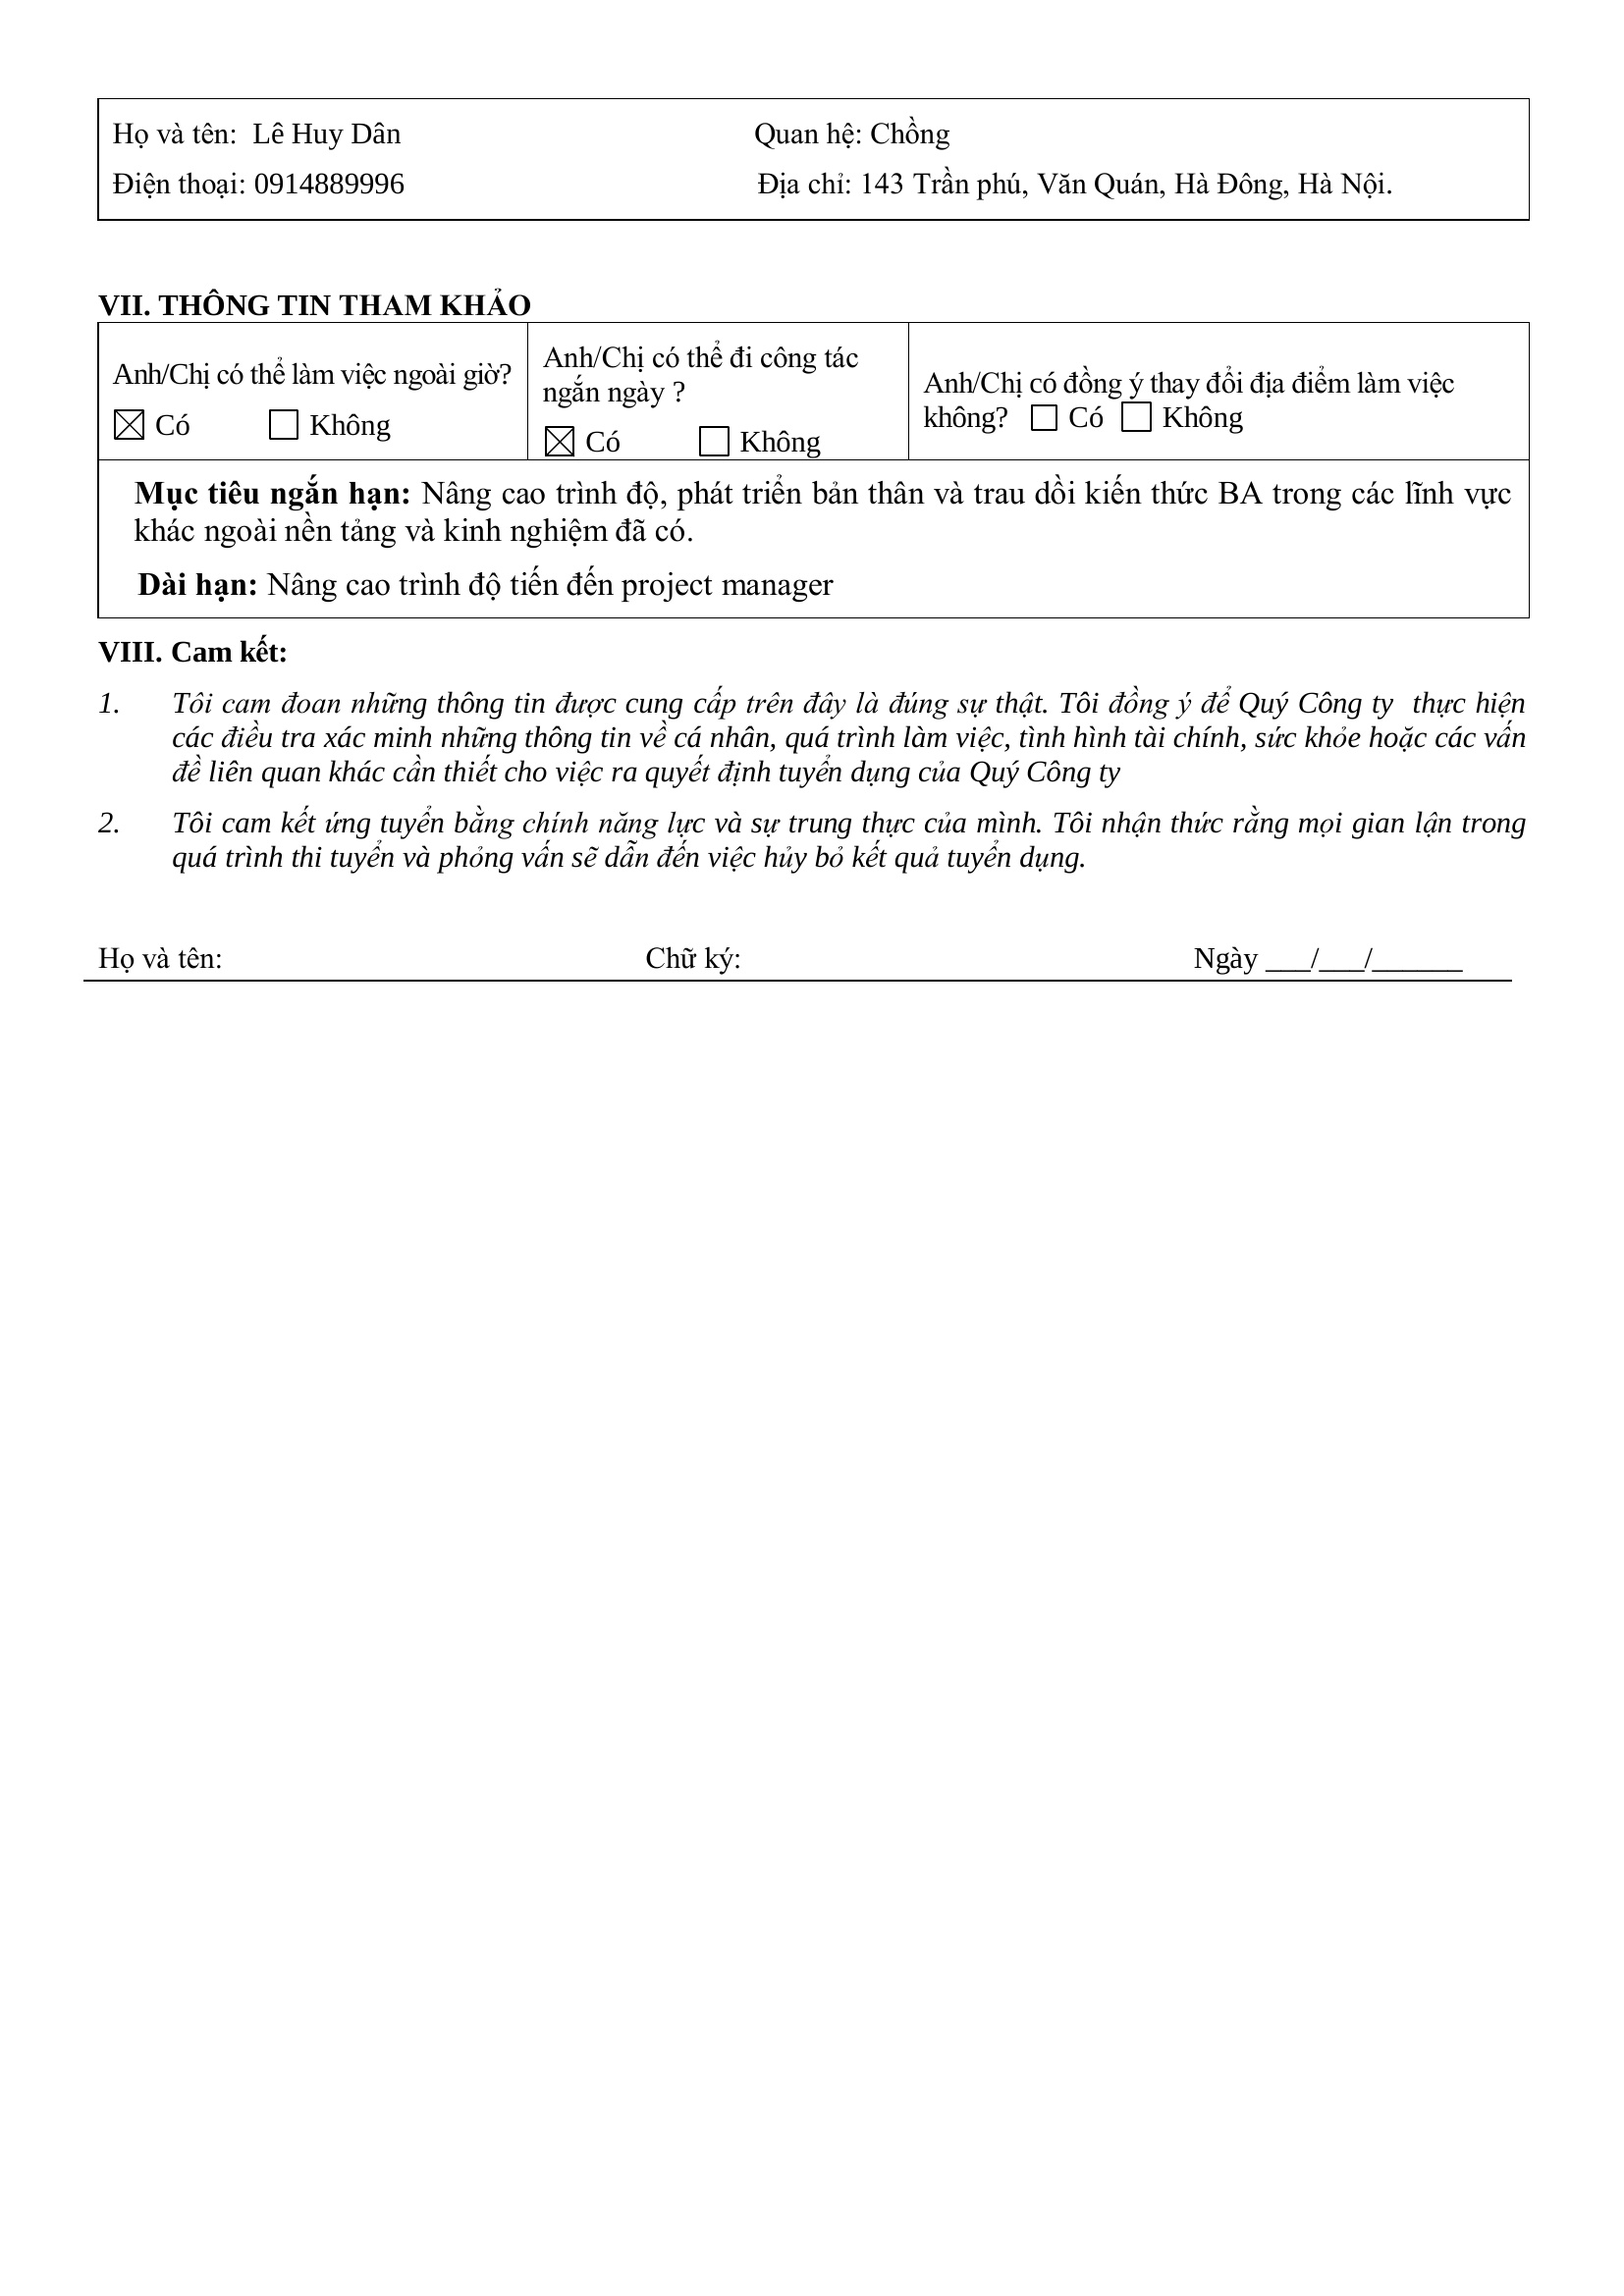 Họ và tên: Lê Huy Dân Quan hệ: Chồng
Điện thoại: 0914889996 Địa chỉ: 143 Trần phú, Văn Quán, Hà Đông, Hà Nội.
VII. THÔNG TIN THAM KHẢO
Anh/Chị có thể làm việc ngoài giờ?
☒ Có ☐ Không
Anh/Chị có thể đi công tác
ngắn ngày ?
☒ Có ☐ Không
Anh/Chị có đồng ý thay đổi địa điểm làm việc
không? ☐ Có ☐ Không
Mục tiêu ngắn hạn: Nâng cao trình độ, phát triển bản thân và trau dồi kiến thức BA trong các lĩnh vực
khác ngoài nền tảng và kinh nghiệm đã có.
Dài hạn: Nâng cao trình độ tiến đến project manager
VIII. Cam kết:
1. Tôi cam đoan những thông tin được cung cấp trên đây là đúng sự thật. Tôi đồng ý để Quý Công ty thực hiện
các điều tra xác minh những thông tin về cá nhân, quá trình làm việc, tình hình tài chính, sức khỏe hoặc các vấn
đề liên quan khác cần thiết cho việc ra quyết định tuyển dụng của Quý Công ty
2. Tôi cam kết ứng tuyển bằng chính năng lực và sự trung thực của mình. Tôi nhận thức rằng mọi gian lận trong
quá trình thi tuyển và phỏng vấn sẽ dẫn đến việc hủy bỏ kết quả tuyển dụng.
Họ và tên: Chữ ký: Ngày ___/___/______